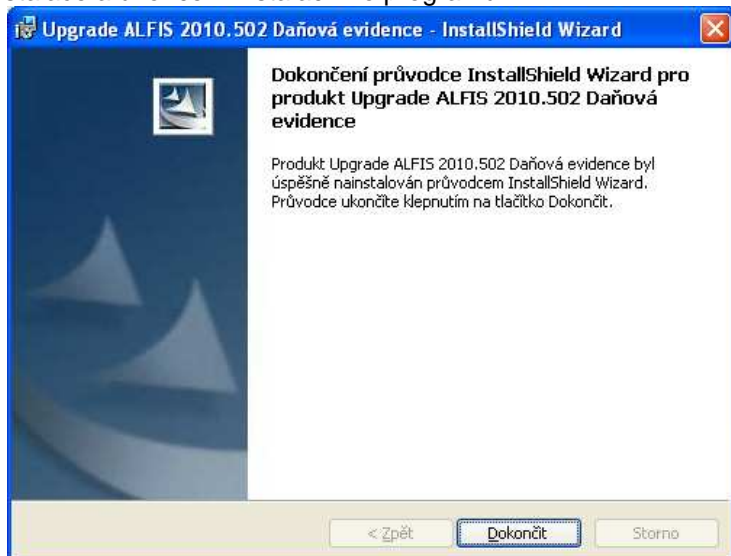 Upgrade ALFIS 2010.502 Daňová evidence - InstallShield Wizard
Dokončení průvodce InstallShield Wizard pro
produkt Upgrade ALFIS 2010.502 Daňová
evidence
Produkt Upgrade ALFIS 2010.502 Daňová evidence byl
úspěšně nainstalován průvodcem InstallShield Wizard.
Průvodce ukončíte klepnutím na tlačítko Dokončit.
< Zpět Dokončit Storno